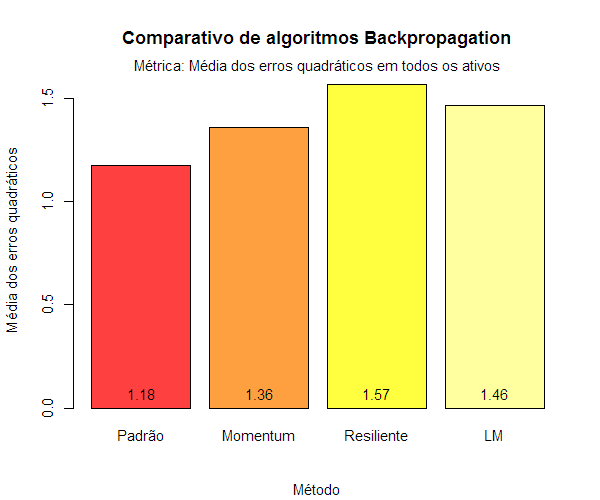 Comparativo de algoritmos Backpropagation
Métrica: Média dos erros quadráticos em todos os ativos
Média dos erros quadráticos
1.5
1.0
0.5
0.0
1.18 1.36 1.57 1.46
Padrão Momentum Resiliente LM
Método